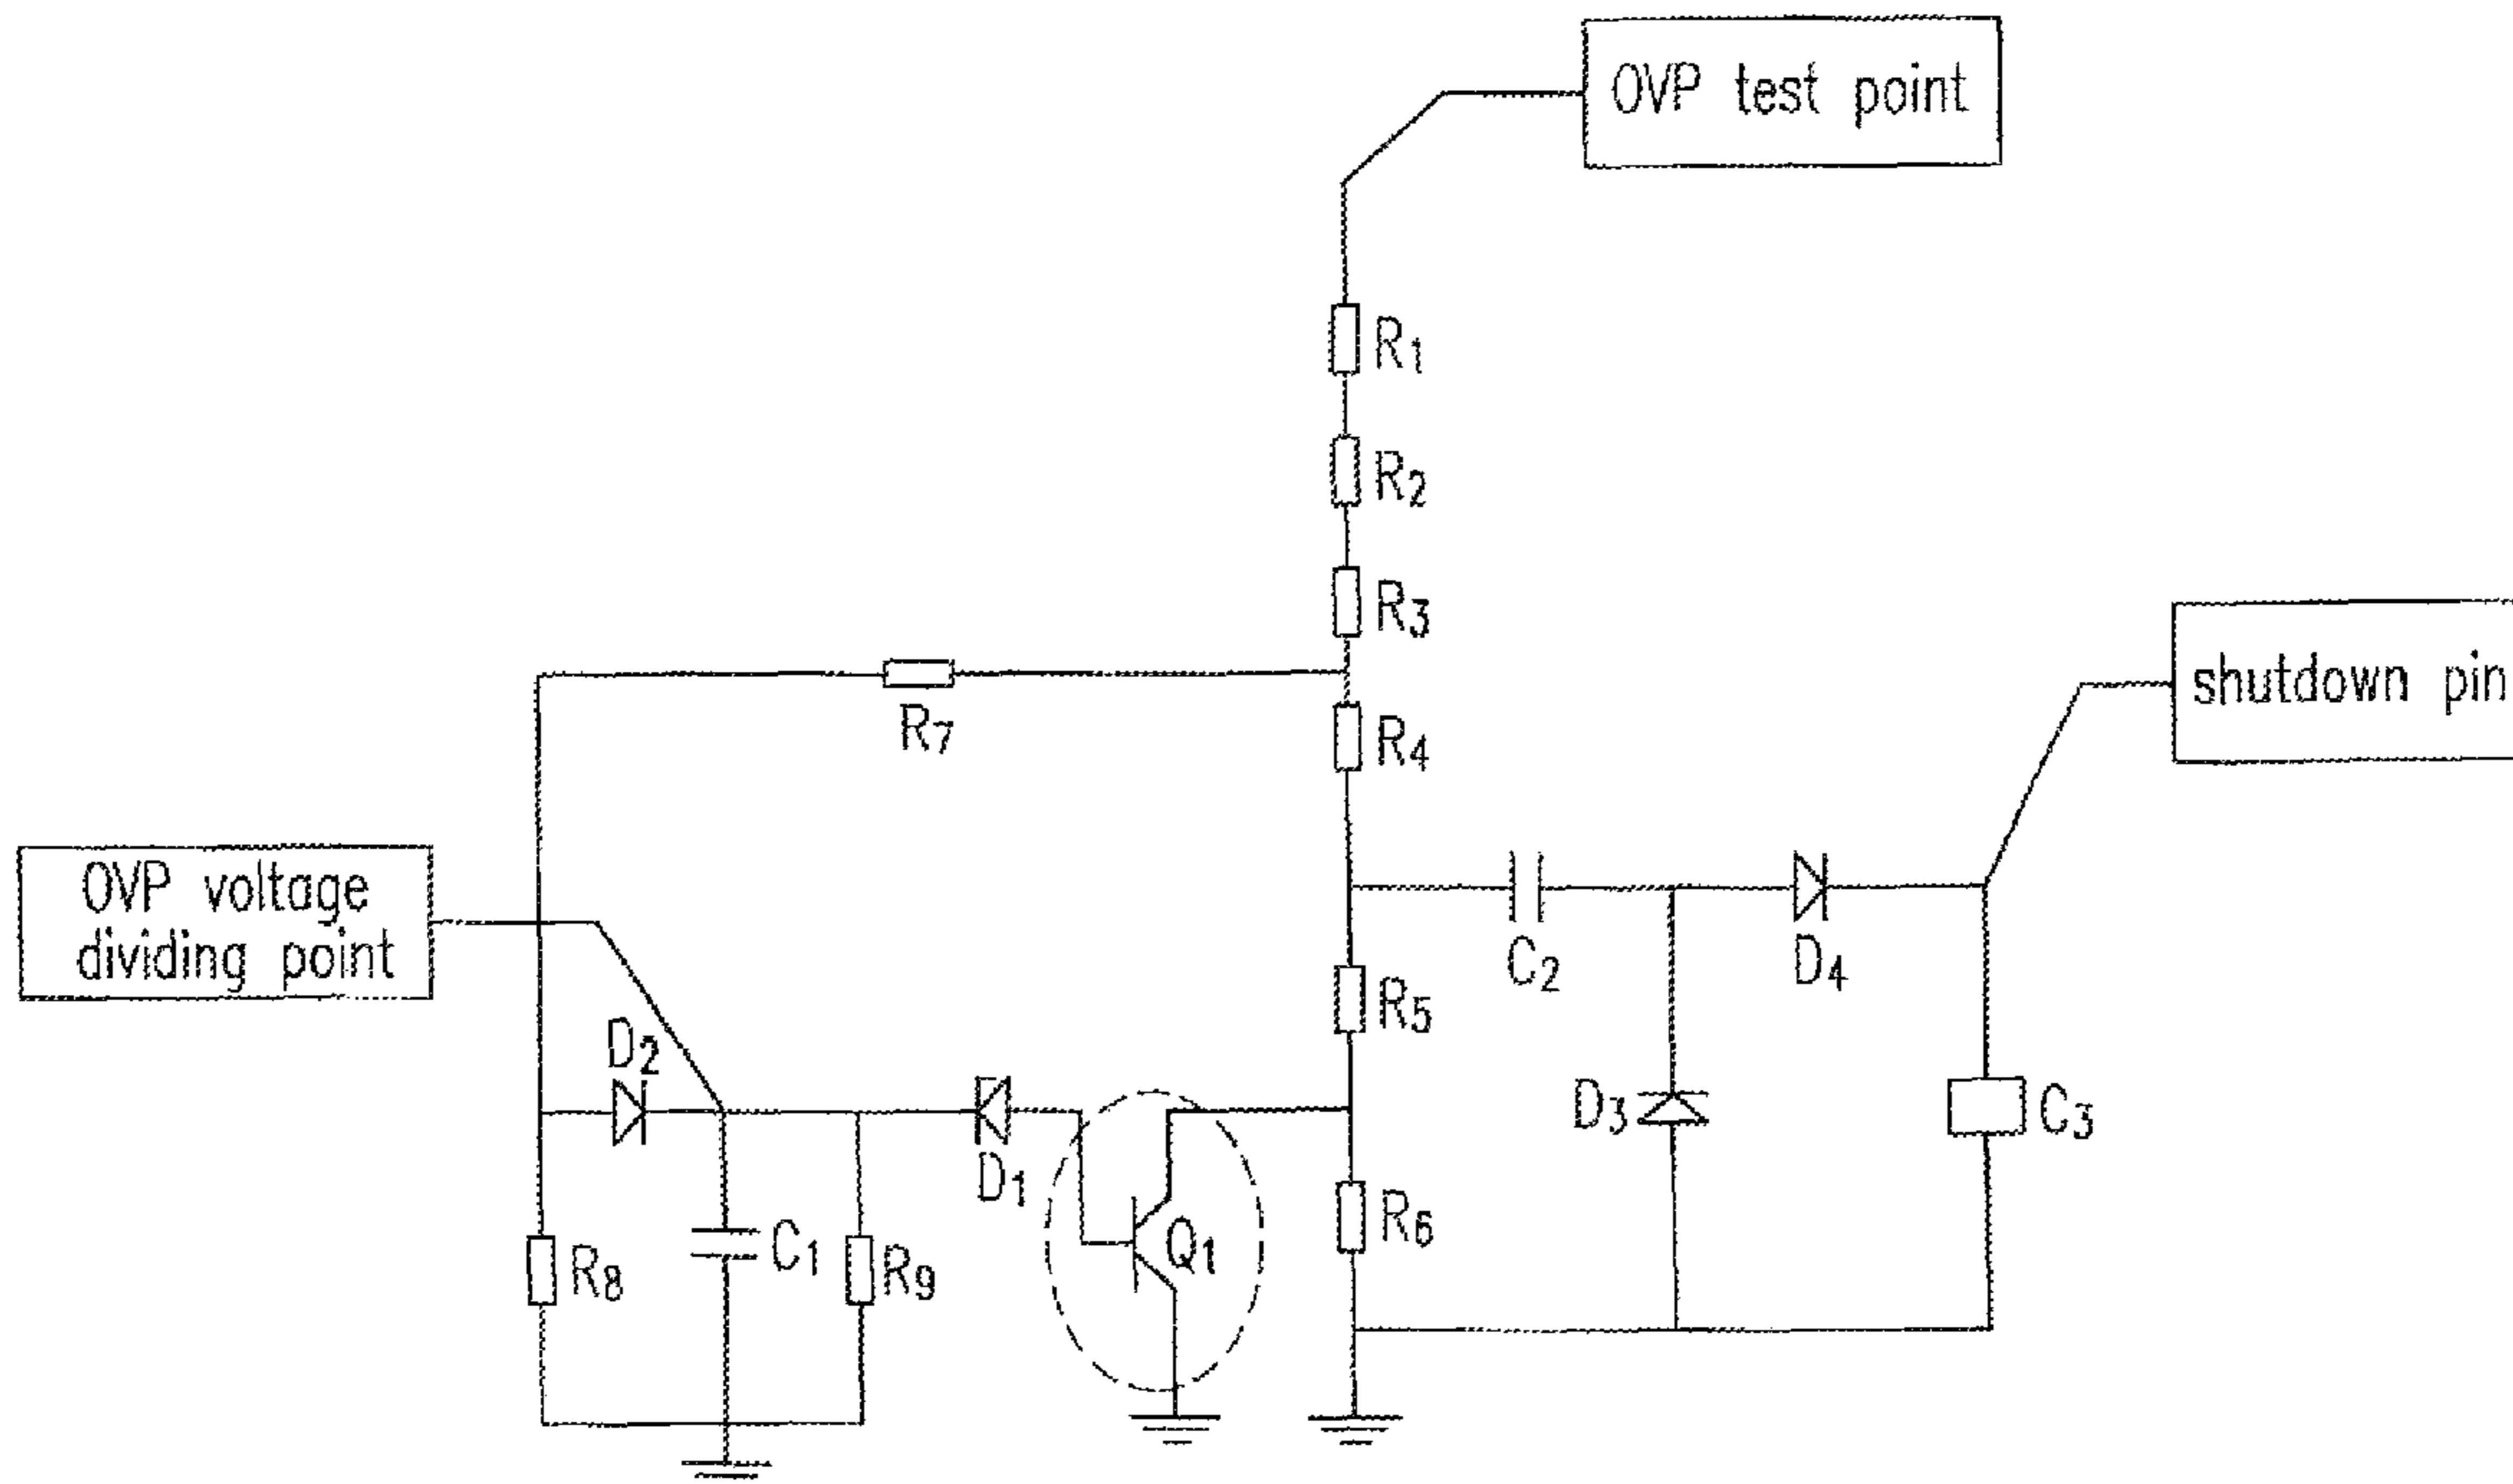 OVP test point
R1
R2
R3
R7
R4
shutdown pin
OVP voltage
dividing point
C2
D4
R5
D2
D1
D3
C3
R8
C1
R9
Q1
R6